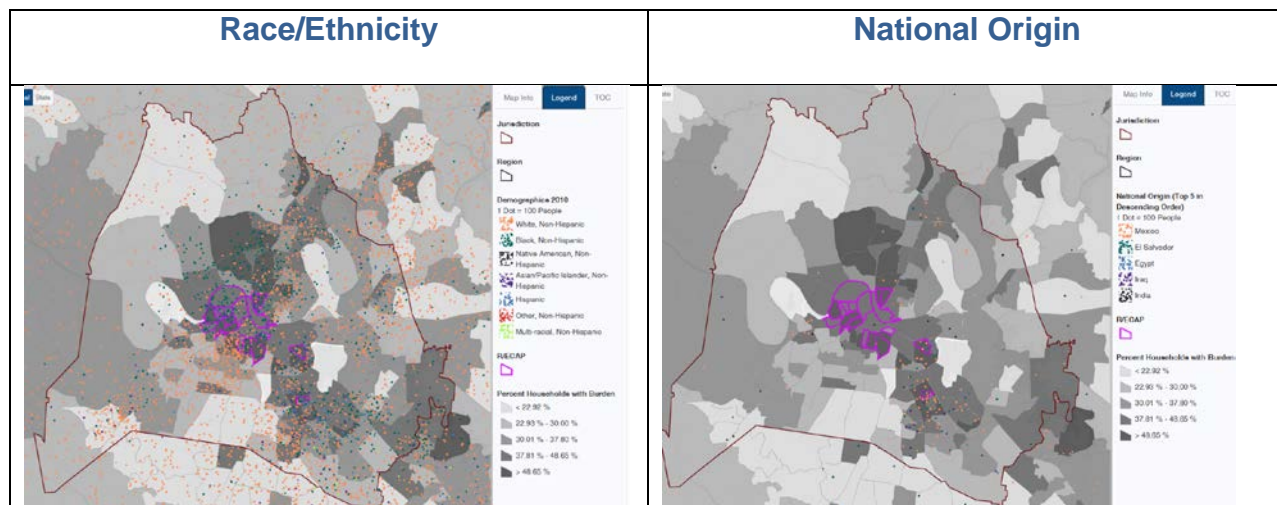 Race/Ethnicity
National Origin
State
Map Info Legend TOC
Jurisdiction
Region
Demographics 2010
1 Dot = 100 People
White, Non-Hispanic
Black, Non-Hispanic
Native American, Non-
Hispanic
Asian/Pacific Islander, Non-
Hispanic
Hispanic
Other, Non-Hispanic
Multi-racial, Non-Hispanic
R/ECAP
Percent Households with Burden
< 22.92 %
22.93 % - 30.00 %
30.01 % - 37.80 %
37.81 % - 48.65 %
> 48.65 %
Map Info Legend TOC
Jurisdiction
Region
National Origin (Top 5 in
Descending Order)
1 Dot = 100 People
Mexico
El Salvador
Egypt
Iraq
India
R/ECAP
Percent Households with Burden
< 22.92 %
22.93 % - 30.00 %
30.01 % - 37.80 %
37.81 % - 48.65 %
> 48.65 %